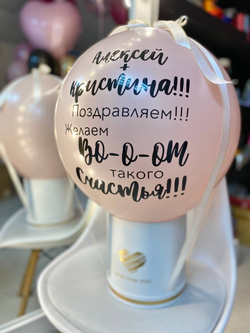 Алексей
+
Кристина!!!
Поздравляем!!!
Желаем
ВО-О-ОТ
такого
Счастья!!!